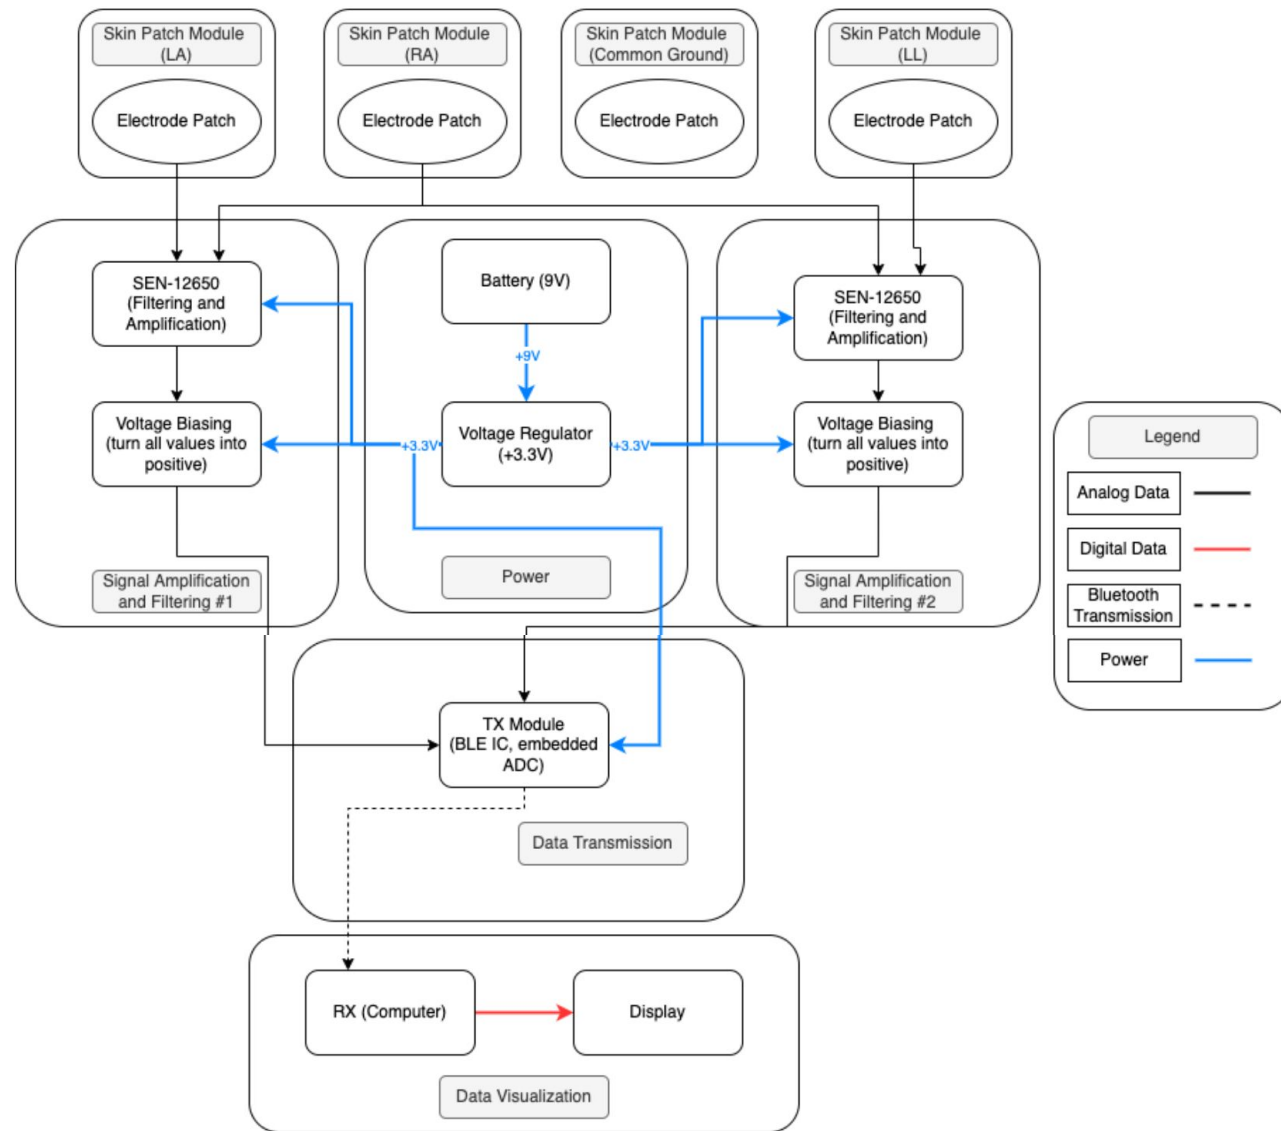 Skin Patch Module
(LA)
Electrode Patch
Skin Patch Module
(RA)
Electrode Patch
Skin Patch Module
(Common Ground)
Electrode Patch
Skin Patch Module
(LL)
Electrode Patch
SEN-12650
(Filtering and
Amplification)
Voltage Biasing
(turn all values into
positive)
Signal Amplification
and Filtering #1
Battery (9V)
+9V
+3.3V
Voltage Regulator
(+3.3V)
+3.3V
Power
SEN-12650
(Filtering and
Amplification)
Voltage Biasing
(turn all values into
positive)
Signal Amplification
and Filtering #2
Legend
Analog Data
Digital Data
Bluetooth
Transmission
Power
TX Module
(BLE IC, embedded
ADC)
Data Transmission
RX (Computer)
Display
Data Visualization